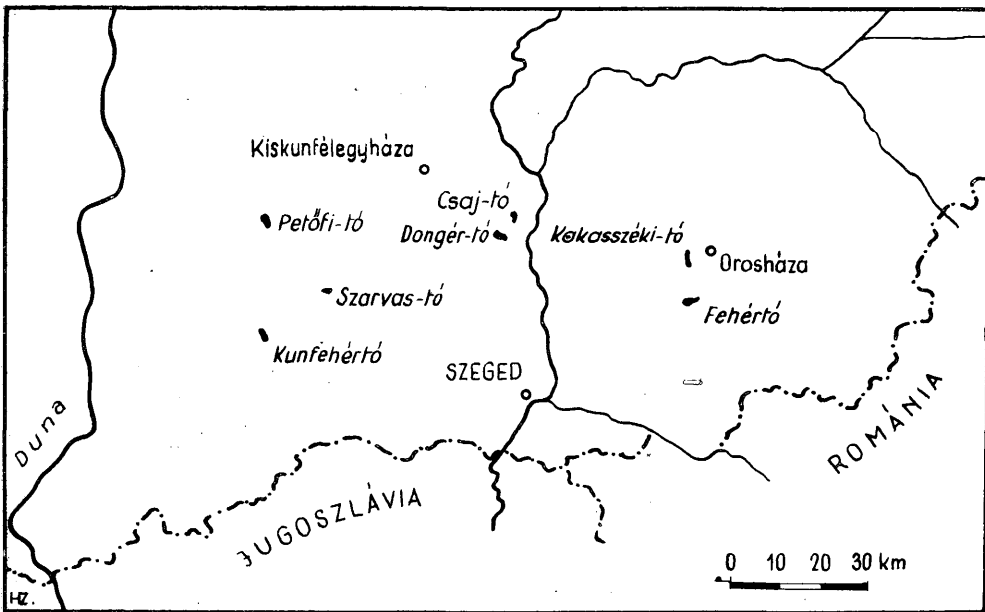 Kiskunfélegyháza
Csaj-tó
Petőfi-tó
Dongér-tó
Kakasszéki-tó
Orosháza
Szarvas-tó
Fehértó
Kunfehértó
SZEGED
Duna
ROMÁNIA
JUGOSZLÁVIA
0 10 20 30 km
HZ.